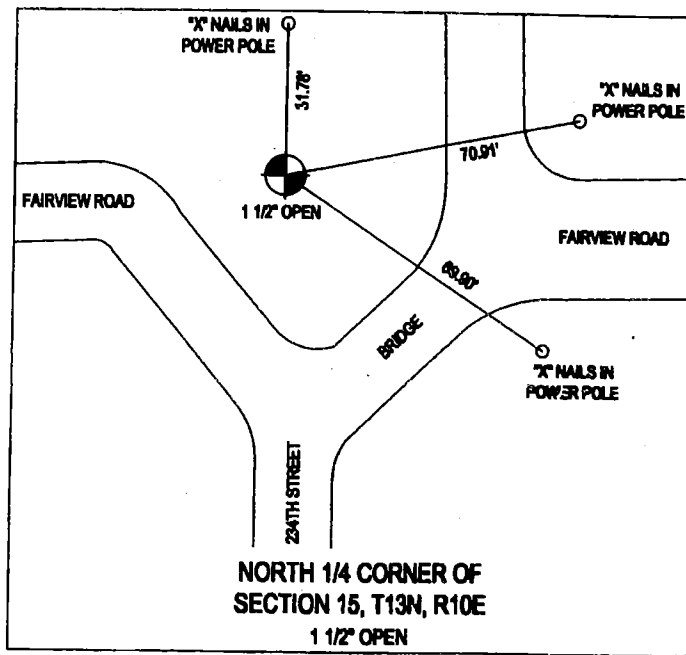 "X" NAILS IN
POWER POLE
31.78'
"X" NAILS IN
POWER POLE
70.91'
FAIRVIEW ROAD
1 1/2" OPEN
FAIRVIEW ROAD
69.90'
BRIDGE
"X" NAILS IN
POWER POLE
234TH STREET
NORTH 1/4 CORNER OF
SECTION 15, T13N, R10E
1 1/2" OPEN